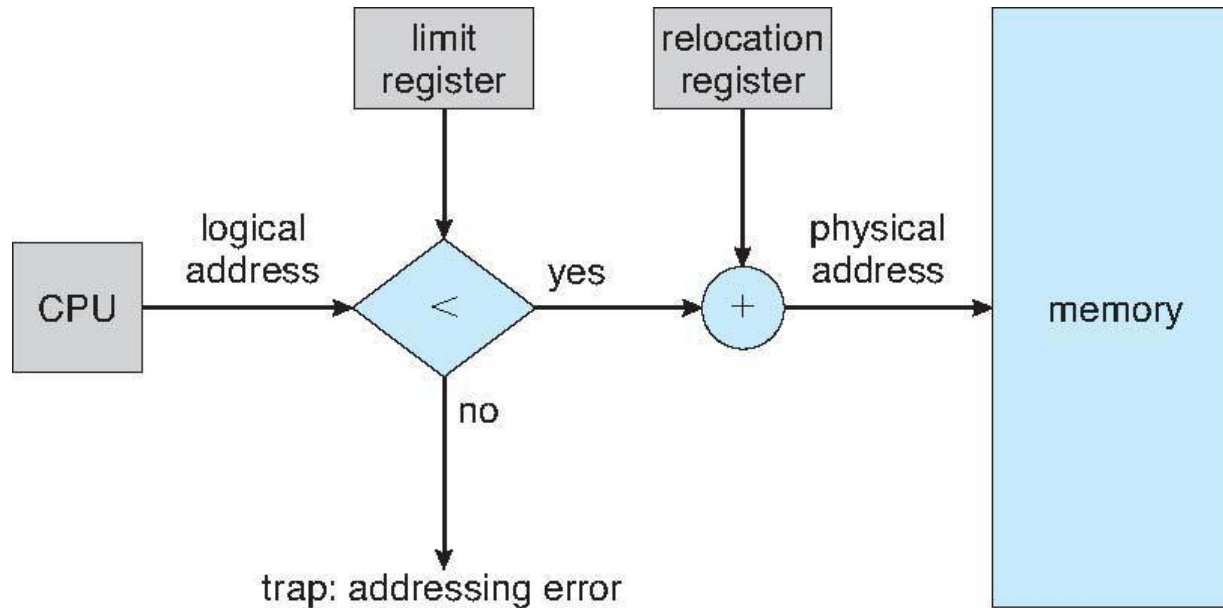 limit
register
relocation
register
logical
address
physical
address
CPU
<
yes
+
memory
no
trap: addressing error